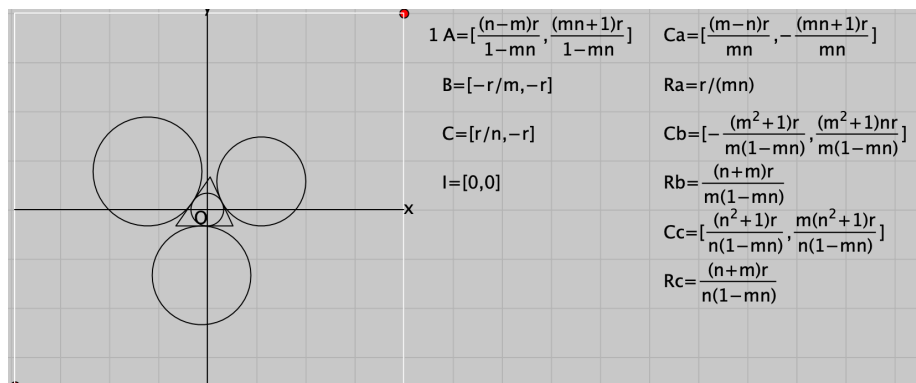 Y
1 A=[(n−m)r/1−mn, (mn+1)r/1−mn]
B=[−r/m,−r]
C=[r/n,−r]
I=[0,0]
O
x
Ca=[(m−n)r/mn,−(mn+1)r/mn]
Ra=r/(mn)
Cb=[−(m²+1)r/m(1−mn), (m²+1)nr/m(1−mn)]
Rb=(n+m)r/m(1−mn)
Cc=[(n²+1)r/n(1−mn), m(n²+1)r/n(1−mn)]
Rc=(n+m)r/n(1−mn)